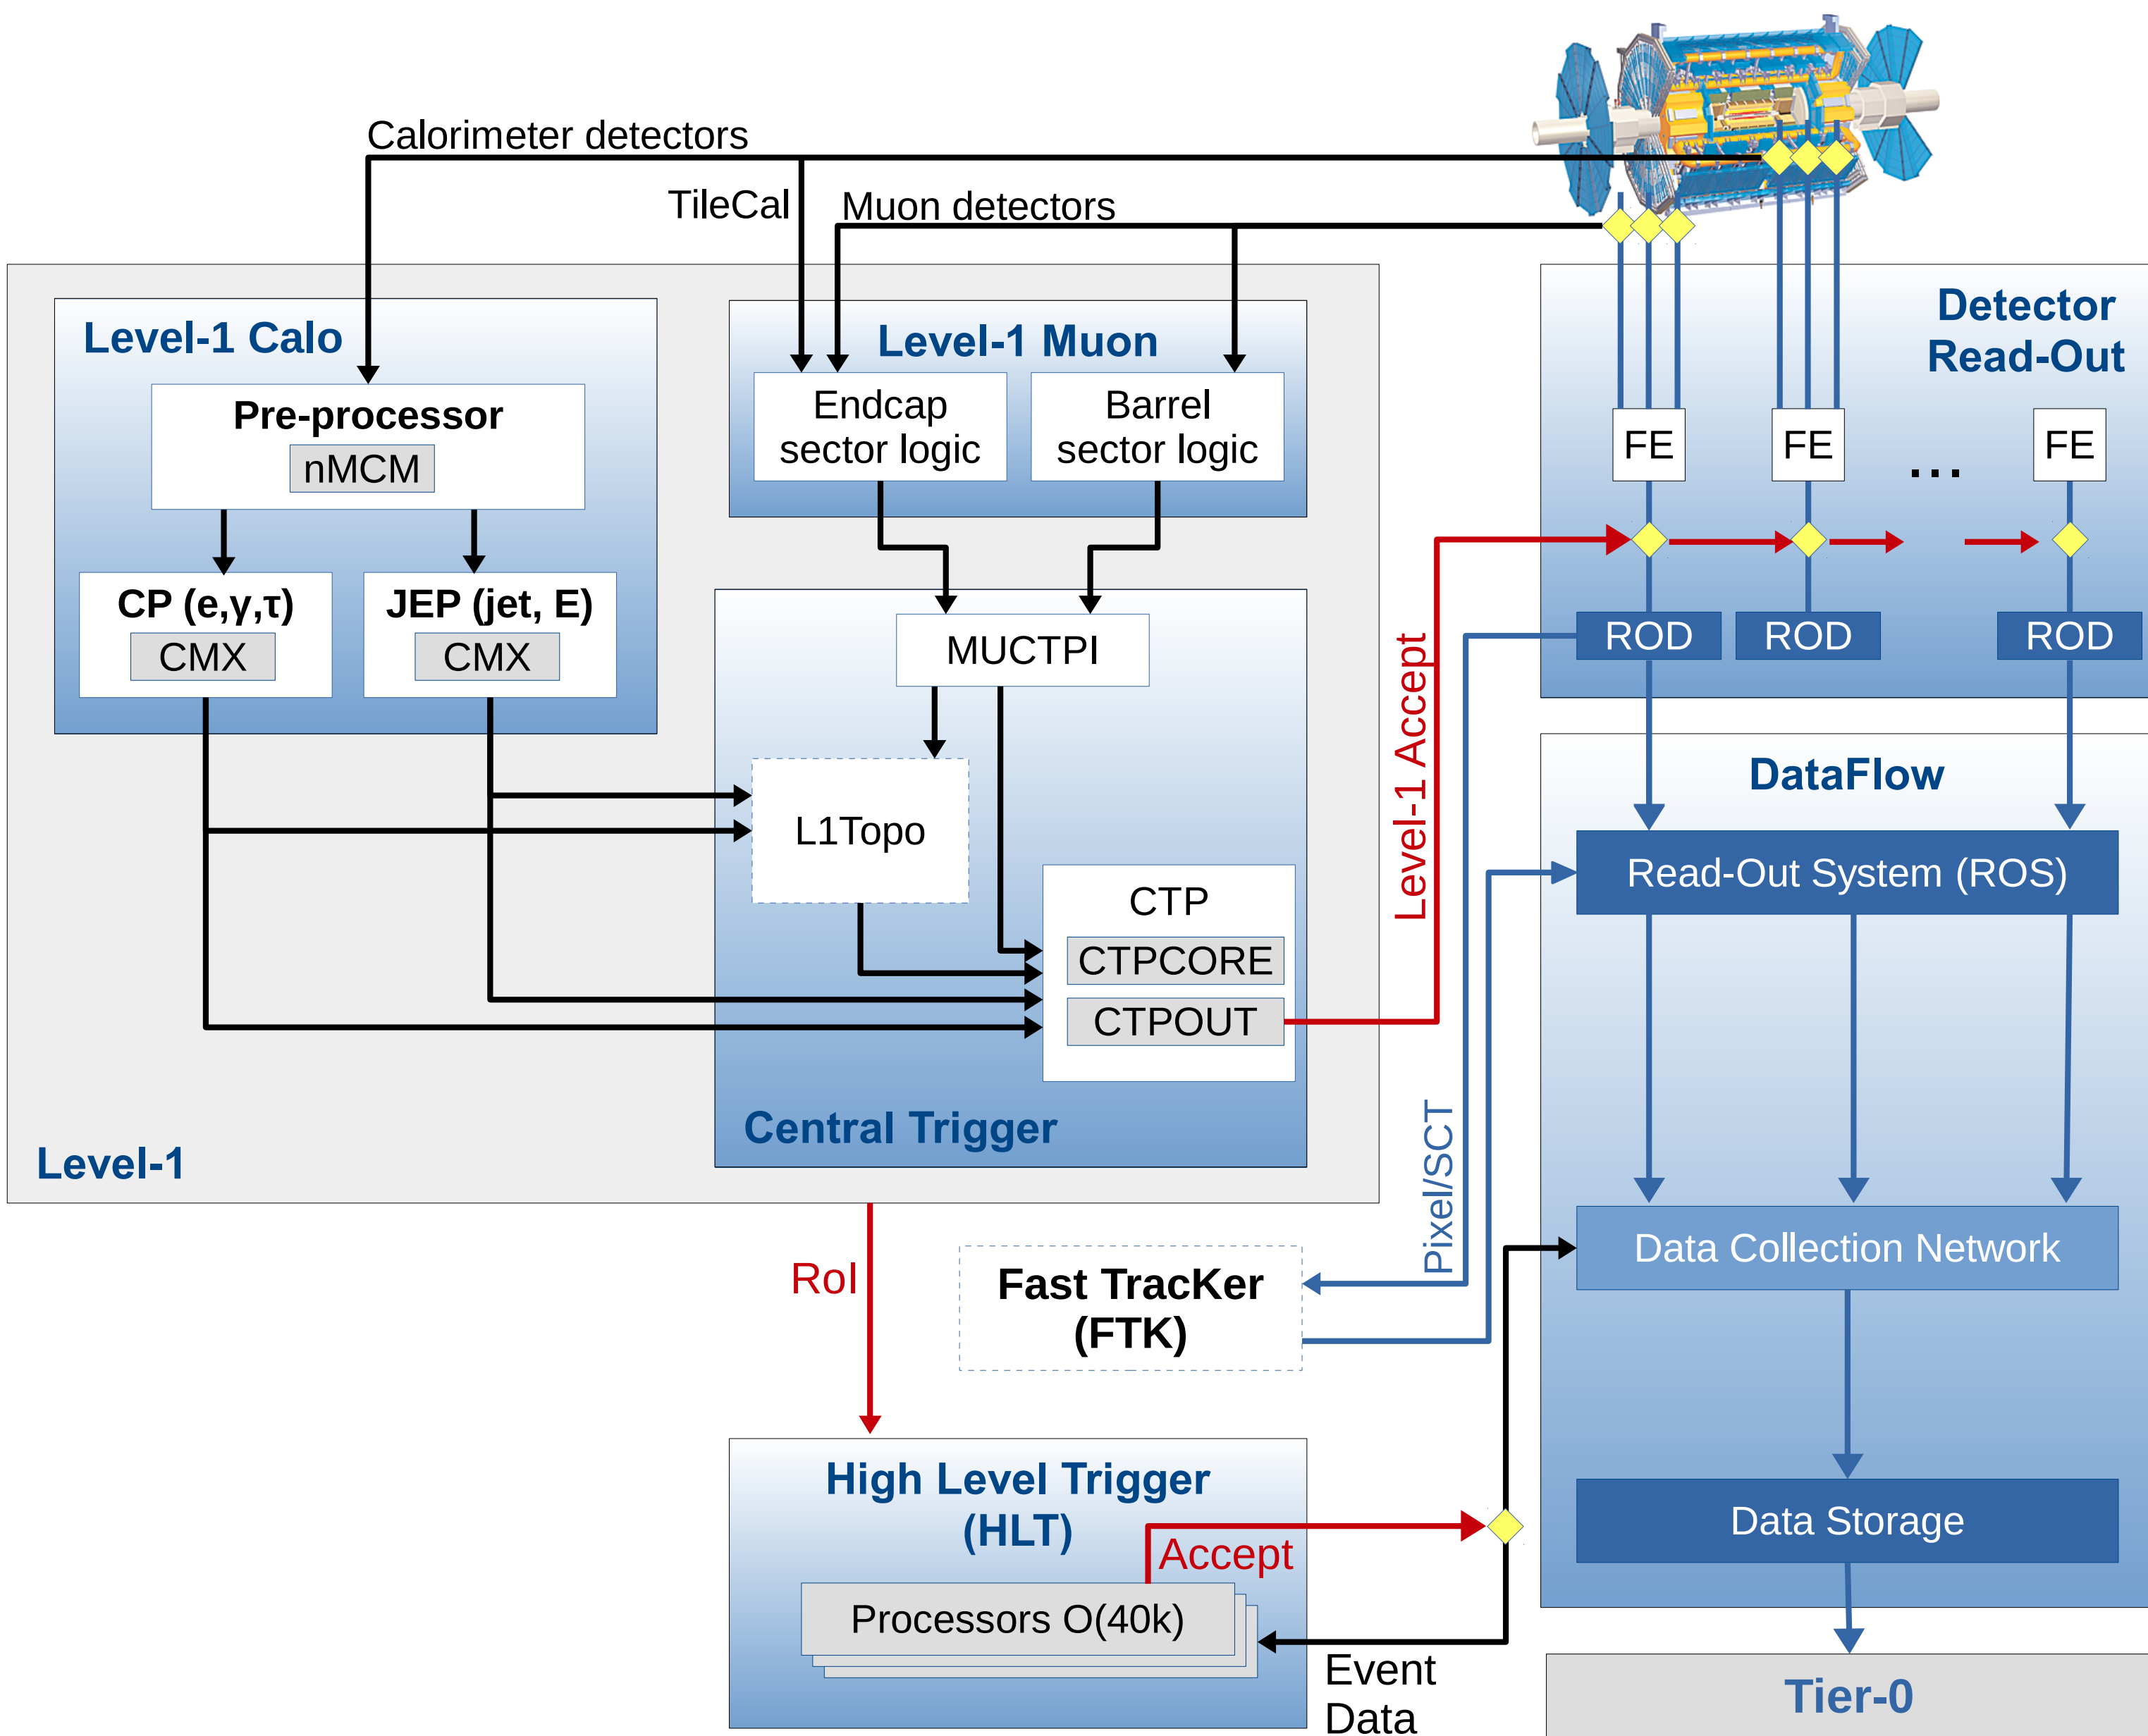 Calorimeter detectors
TileCal
Muon detectors
Level-1 Calo
Pre-processor
nMCM
CP (e,γ,τ)
CMX
JEP (jet, E)
CMX
Level-1 Muon
Endcap
sector logic
Barrel
sector logic
MUCTPI
L1Topo
CTP
CTPCORE
CTPOUT
Central Trigger
Level-1
Level-1 Accept
Detector
Read-Out
FE
FE
...
FE
ROD
ROD
ROD
DataFlow
Read-Out System (ROS)
Data Collection Network
Data Storage
Tier-0
Pixel/SCT
RoI
Fast TracKer
(FTK)
High Level Trigger
(HLT)
Accept
Processors O(40k)
Event
Data